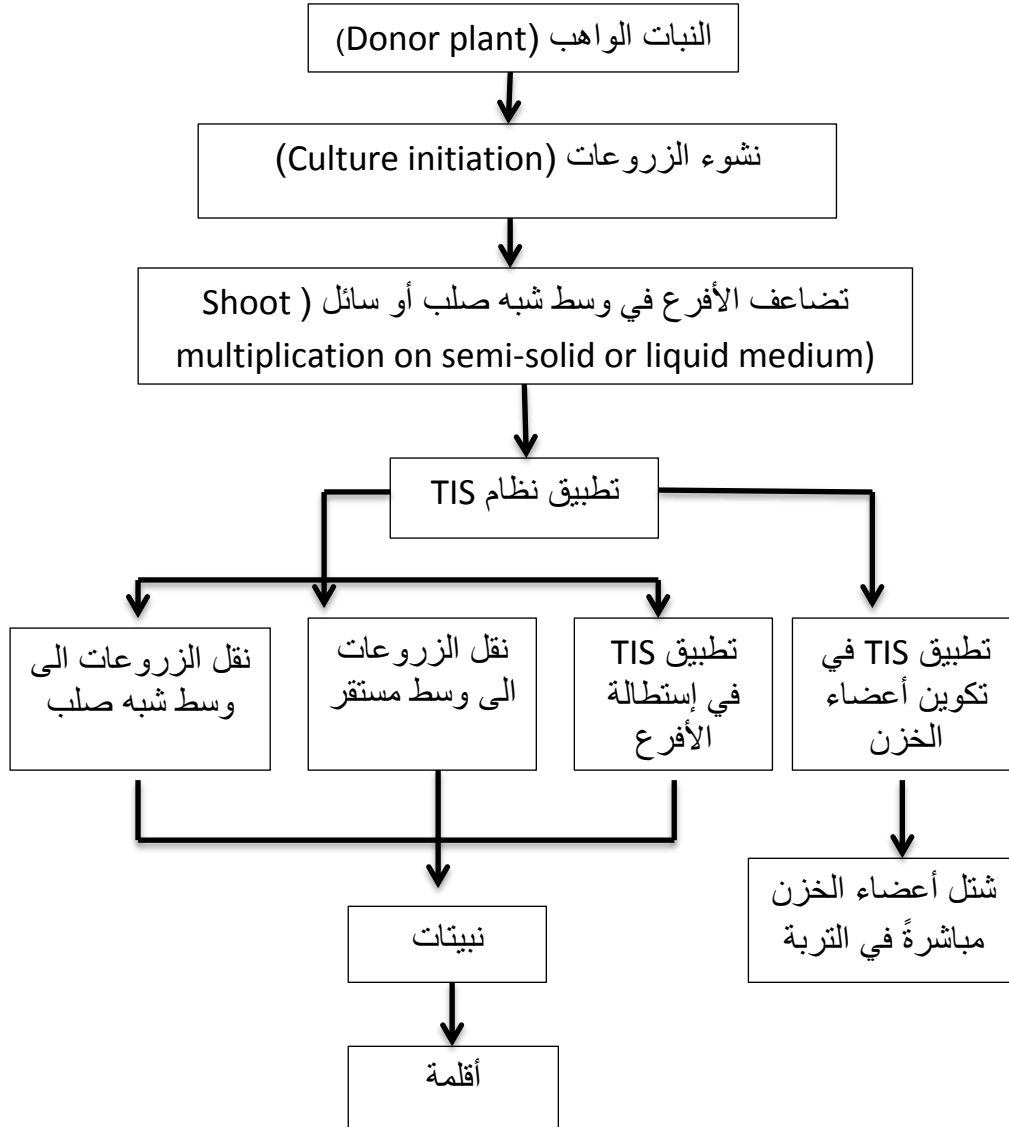 النبات الواهب (Donor plant)
نشوء الزروعات (Culture initiation)
تضاعف الأفرع في وسط شبه صلب أو سائل ( Shoot
multiplication on semi-solid or liquid medium)
تطبيق نظام TIS
نقل الزروعات الى
وسط شبه صلب
نقل الزروعات
الى وسط مستقر
تطبيق TIS
في إستطالة
الأفرع
تطبيق TIS في
تكوين أعضاء
الخزن
شتل أعضاء الخزن
مباشرةً في التربة
نبيتات
أقلمة